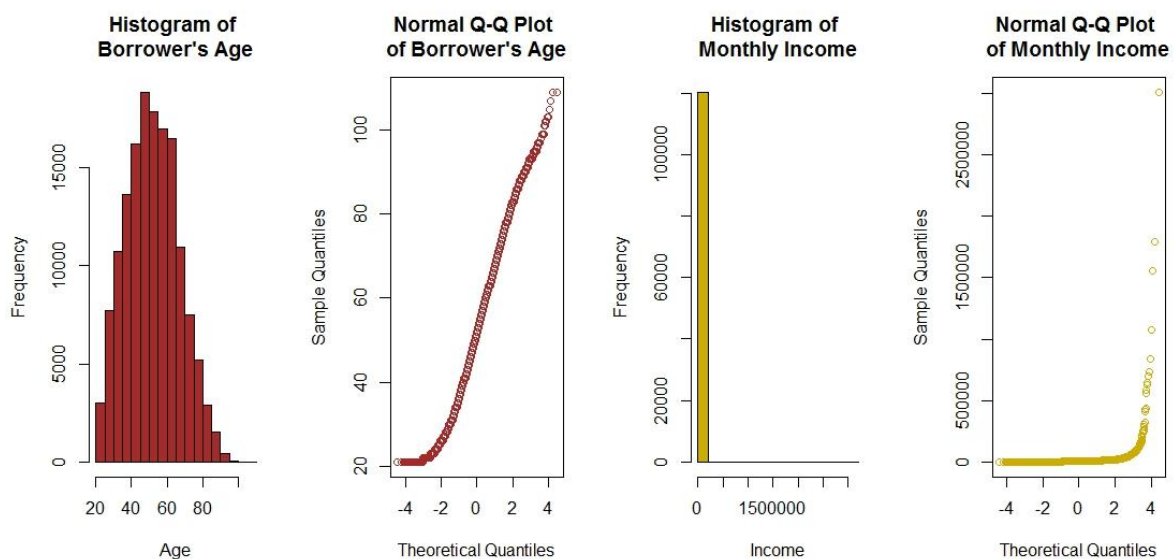 Histogram of
Borrower's Age
Frequency
15000
10000
5000
0
20 40 60 80
Age
Normal Q-Q Plot
of Borrower's Age
Sample Quantiles
100
80
60
40
20
-4 -2 0 2 4
Theoretical Quantiles
Histogram of
Monthly Income
Frequency
100000
60000
20000
0
0 1500000
Income
Normal Q-Q Plot
of Monthly Income
Sample Quantiles
2500000
1500000
500000
0
-4 -2 0 2 4
Theoretical Quantiles